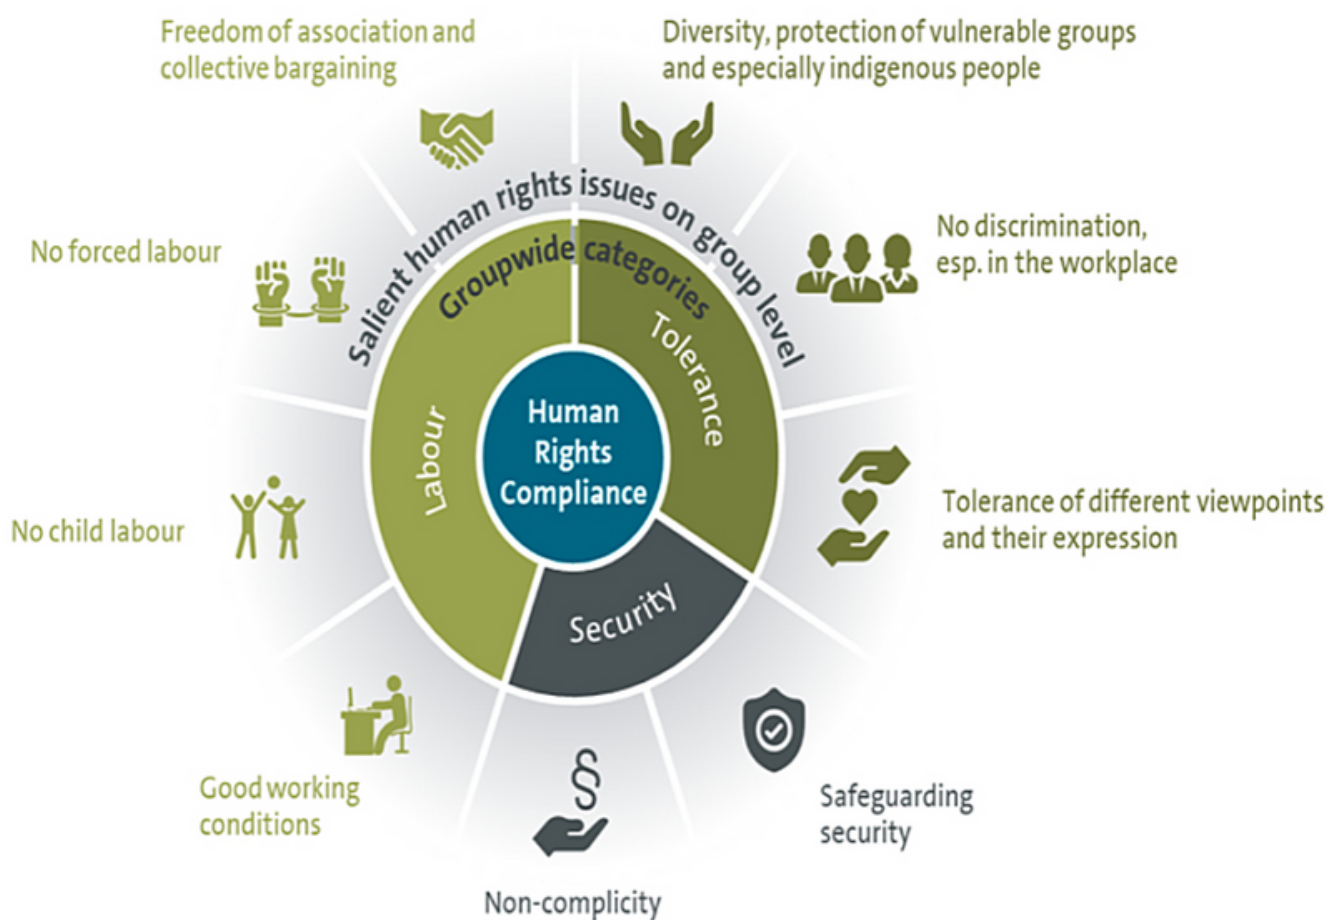 Freedom of association and
collective bargaining
Diversity, protection of vulnerable groups
and especially indigenous people
Salient human rights issues on group level
Groupwide categories
No forced labour
No discrimination,
esp. in the workplace
Tolerance
Labour
Human
Rights
Compliance
No child labour
Tolerance of different viewpoints
and their expression
Security
Good working
conditions
§
Safeguarding
security
Non-complicity